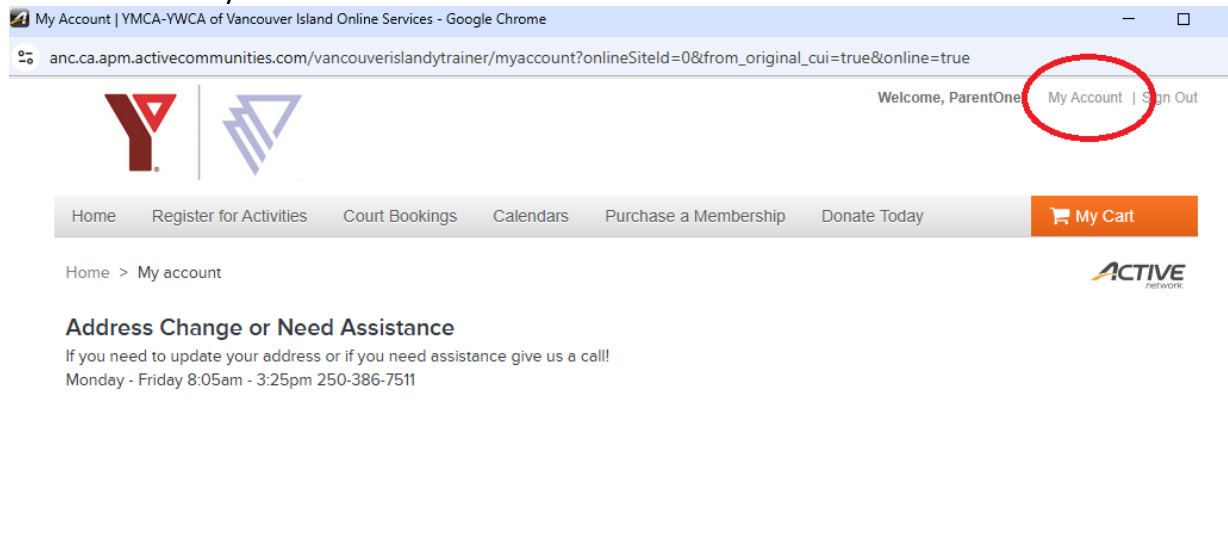 My Account | YMCA-YWCA of Vancouver Island Online Services - Google Chrome
anc.ca.apm.activecommunities.com/vancouverislandytrainer/myaccount?onlineSiteId=0&from_original_cui=true&online=true
Welcome, ParentOne My Account | Sign Out
Home Register for Activities Court Bookings Calendars Purchase a Membership Donate Today My Cart
Home > My account
ACTIVE
network.
Address Change or Need Assistance
If you need to update your address or if you need assistance give us a call!
Monday - Friday 8:05am - 3:25pm 250-386-7511